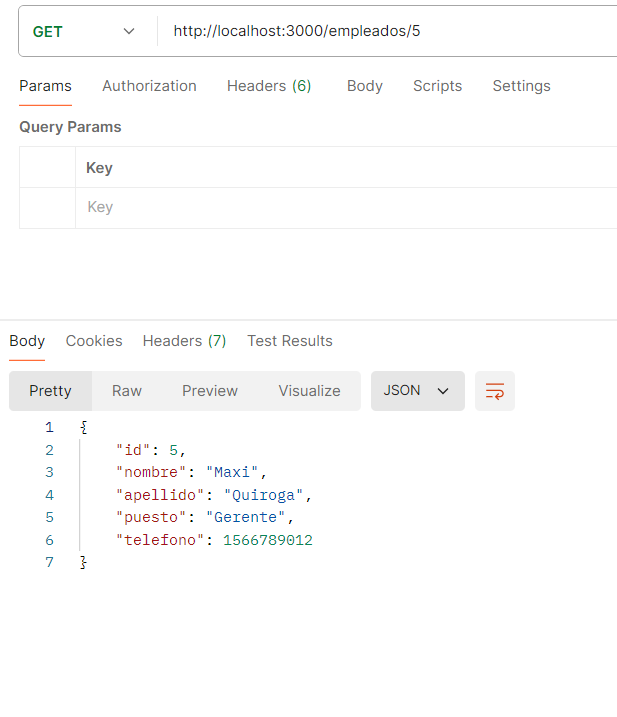 GET http://localhost:3000/empleados/5
Params Authorization Headers (6) Body Scripts Settings
Query Params
Key
Key
Body Cookies Headers (7) Test Results
Pretty Raw Preview Visualize JSON
1 {
2 "id": 5,
3 "nombre": "Maxi",
4 "apellido": "Quiroga",
5 "puesto": "Gerente",
6 "telefono": 1566789012
7 }